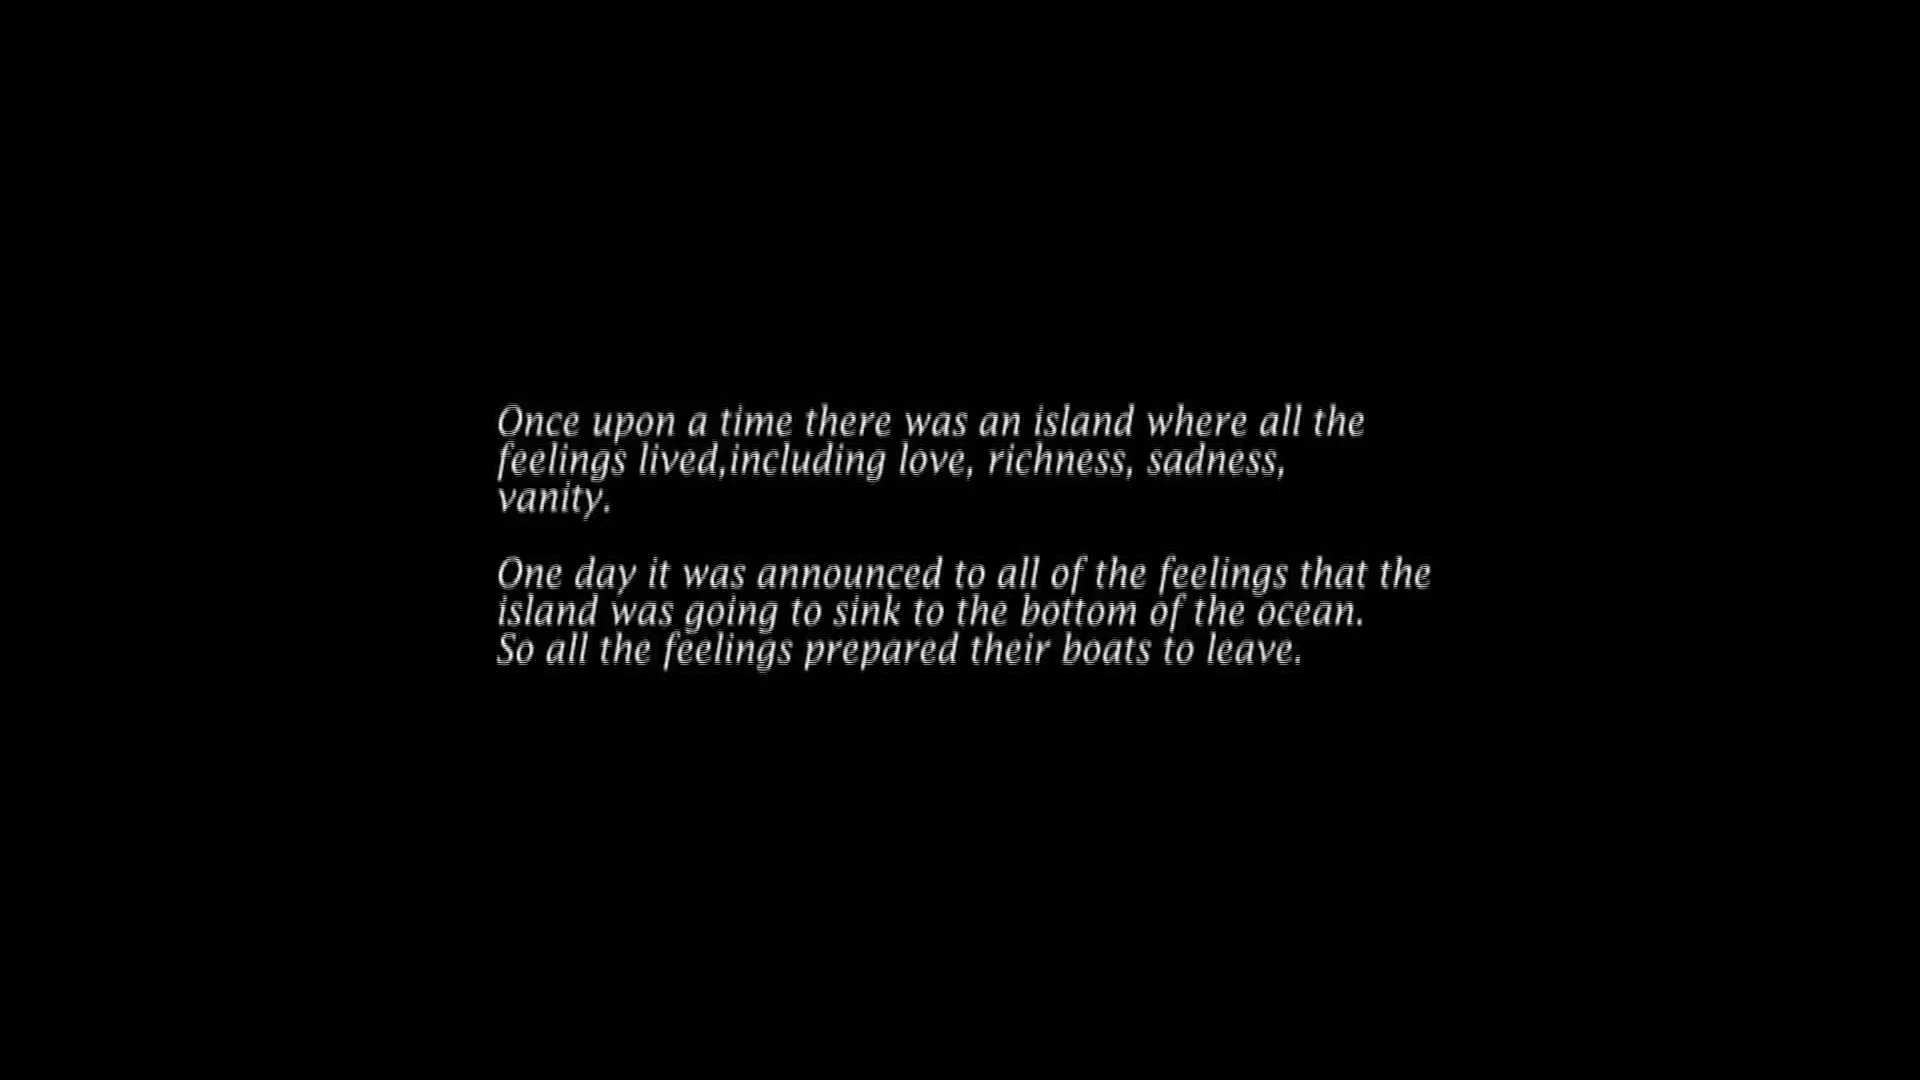 Once upon a time there was an island where all the
feelings lived,including love, richness, sadness,
vanity.
One day it was announced to all of the feelings that the
island was going to sink to the bottom of the ocean.
So all the feelings prepared their boats to leave.